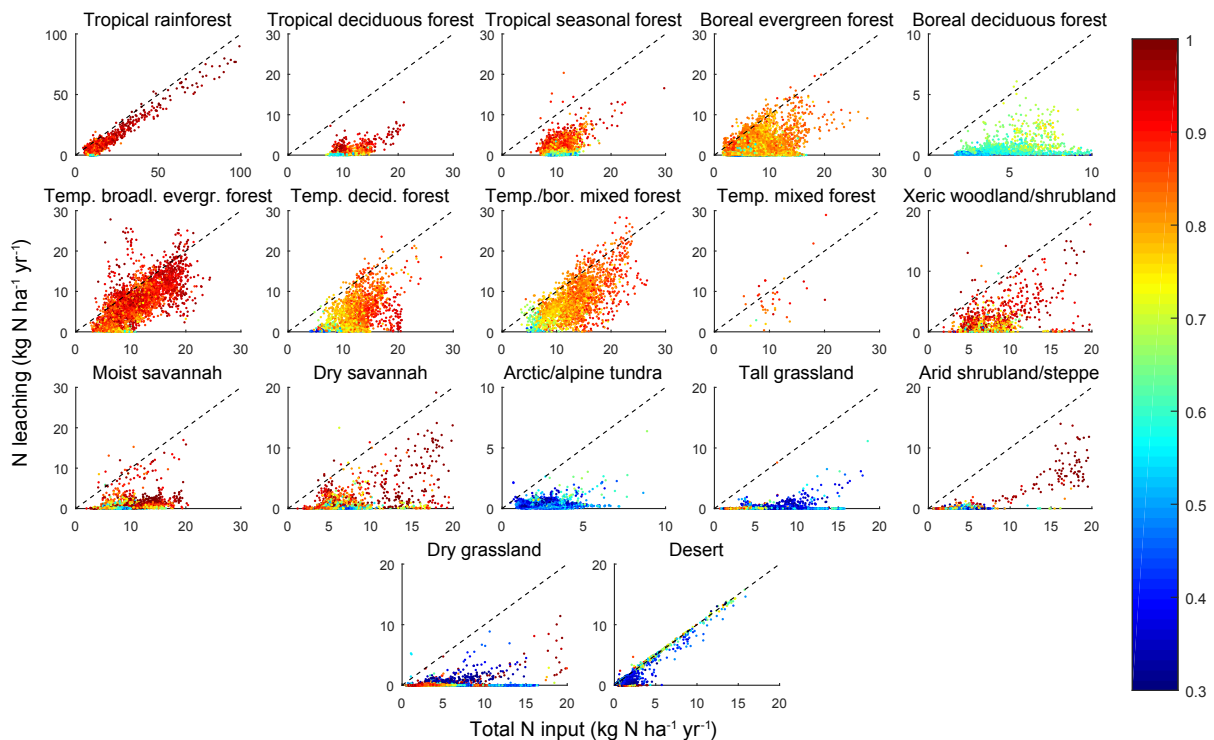 Tropical rainforest
Tropical deciduous forest
Tropical seasonal forest
Boreal evergreen forest
Boreal deciduous forest
100
50
0
0 50 100
30
20
10
0
0 10 20 30
30
20
10
0
0 10 20 30
30
20
10
0
0 10 20 30
10
5
0
0 2 4 6 8 10
Temp. broadl. evergr. forest
Temp. decid. forest
Temp./bor. mixed forest
Temp. mixed forest
Xeric woodland/shrubland
30
20
10
0
0 10 20 30
30
20
10
0
0 10 20 30
30
20
10
0
0 10 20 30
30
20
10
0
0 10 20 30
20
10
0
0 5 10 15 20
Moist savannah
Dry savannah
Arctic/alpine tundra
Tall grassland
Arid shrubland/steppe
30
20
10
0
0 10 20 30
20
10
0
0 5 10 15 20
10
5
0
0 5 10
20
10
0
0 5 10 15 20
20
10
0
0 5 10 15 20
Dry grassland
Desert
20
10
0
0 5 10 15 20
20
10
0
0 5 10 15 20
N leaching (kg N ha⁻¹ yr⁻¹)
Total N input (kg N ha⁻¹ yr⁻¹)
1
0.9
0.8
0.7
0.6
0.5
0.4
0.3